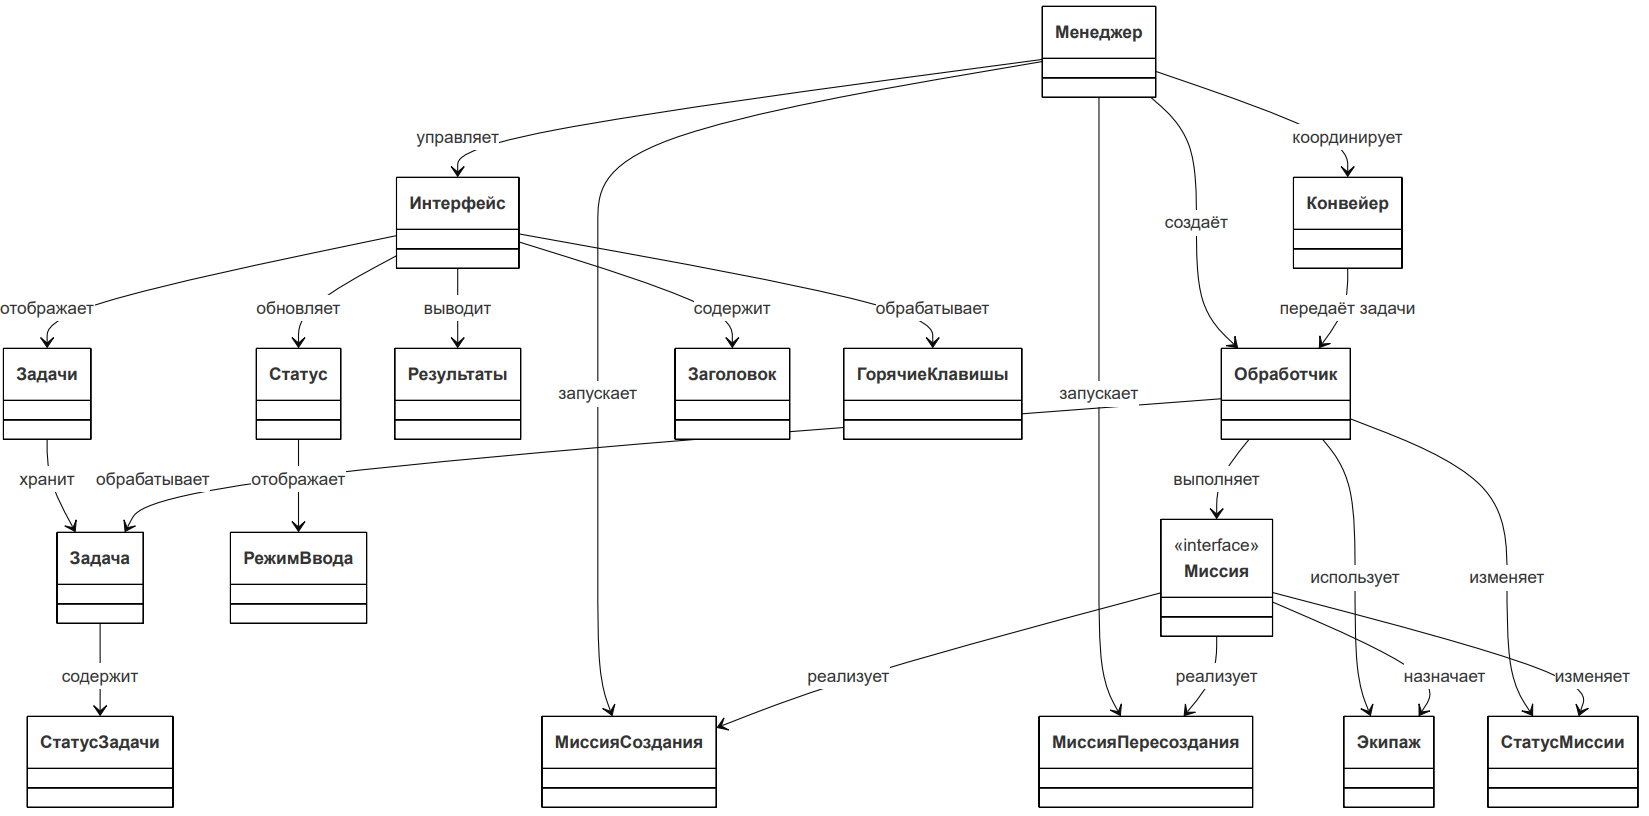 Менеджер
управляет
координирует
Интерфейс
создаёт
Конвейер
отображает
обновляет
выводит
содержит
обрабатывает
передаёт задачи
Задачи
Статус
Результаты
запускает
Заголовок
ГорячиеКлавишы
запускает
Обработчик
хранит
обрабатывает
отображает
выполняет
«interface»
Миссия
Задача
РежимВвода
использует
изменяет
содержит
реализует
реализует
назначает
изменяет
СтатусЗадачи
МиссияСоздания
МиссияПересоздания
Экипаж
СтатусМиссии